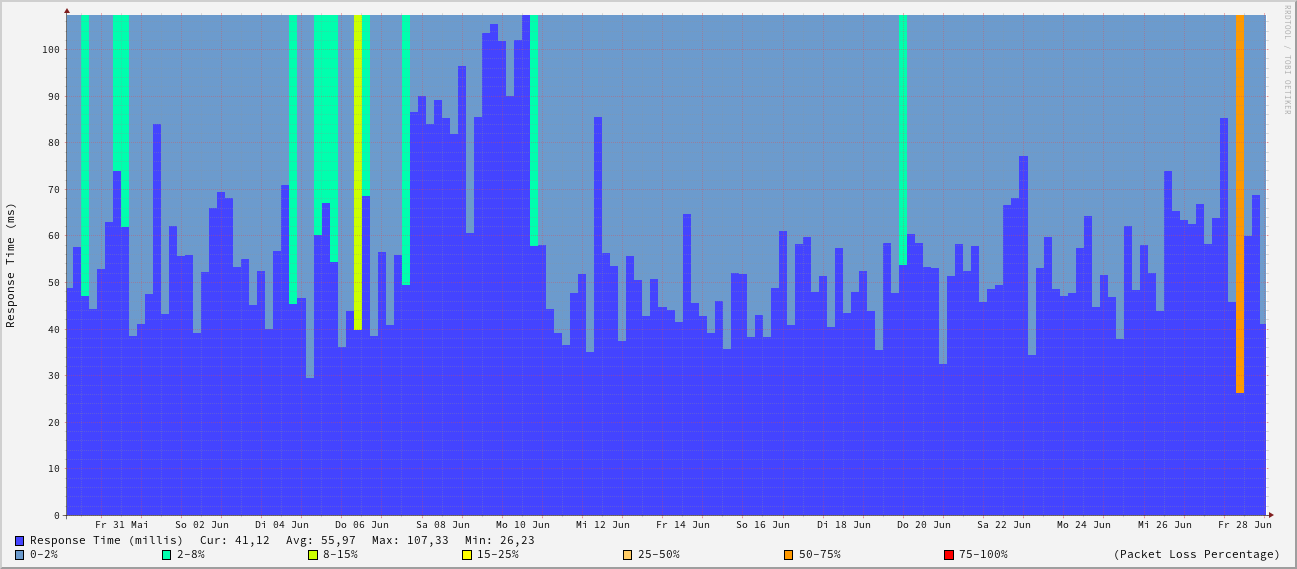 RRDTOOL / TOBI OETIKER
Response Time (ms)
100
90
80
70
60
50
40
30
20
10
0
Fr 31 Mai So 02 Jun Di 04 Jun Do 06 Jun Sa 08 Jun Mo 10 Jun Mi 12 Jun Fr 14 Jun So 16 Jun Di 18 Jun Do 20 Jun Sa 22 Jun Mo 24 Jun Mi 26 Jun Fr 28 Jun
Response Time (millis) Cur: 41,12 Avg: 55,97 Max: 107,33 Min: 26,23
0-2% 2-8% 8-15% 15-25% 25-50% 50-75% 75-100% (Packet Loss Percentage)